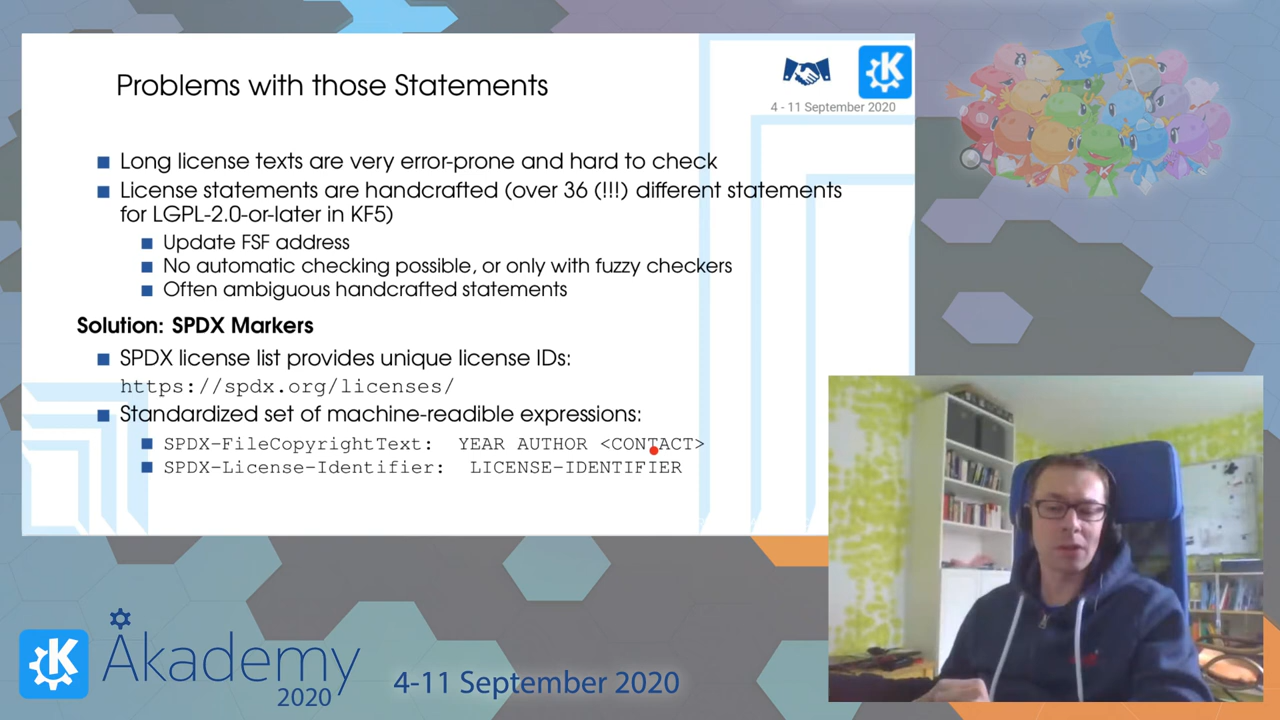 Problems with those Statements
4 - 11 September 2020
Long license texts are very error-prone and hard to check
License statements are handcrafted (over 36 (!!!) different statements
for LGPL-2.0-or-later in KF5)
Update FSF address
No automatic checking possible, or only with fuzzy checkers
Often ambiguous handcrafted statements
Solution: SPDX Markers
SPDX license list provides unique license IDs:
https://spdx.org/licenses/
Standardized set of machine-readable expressions:
SPDX-FileCopyrightText: YEAR AUTHOR <CONTACT>
SPDX-License-Identifier: LICENSE-IDENTIFIER
Akademy
2020
4-11 September 2020